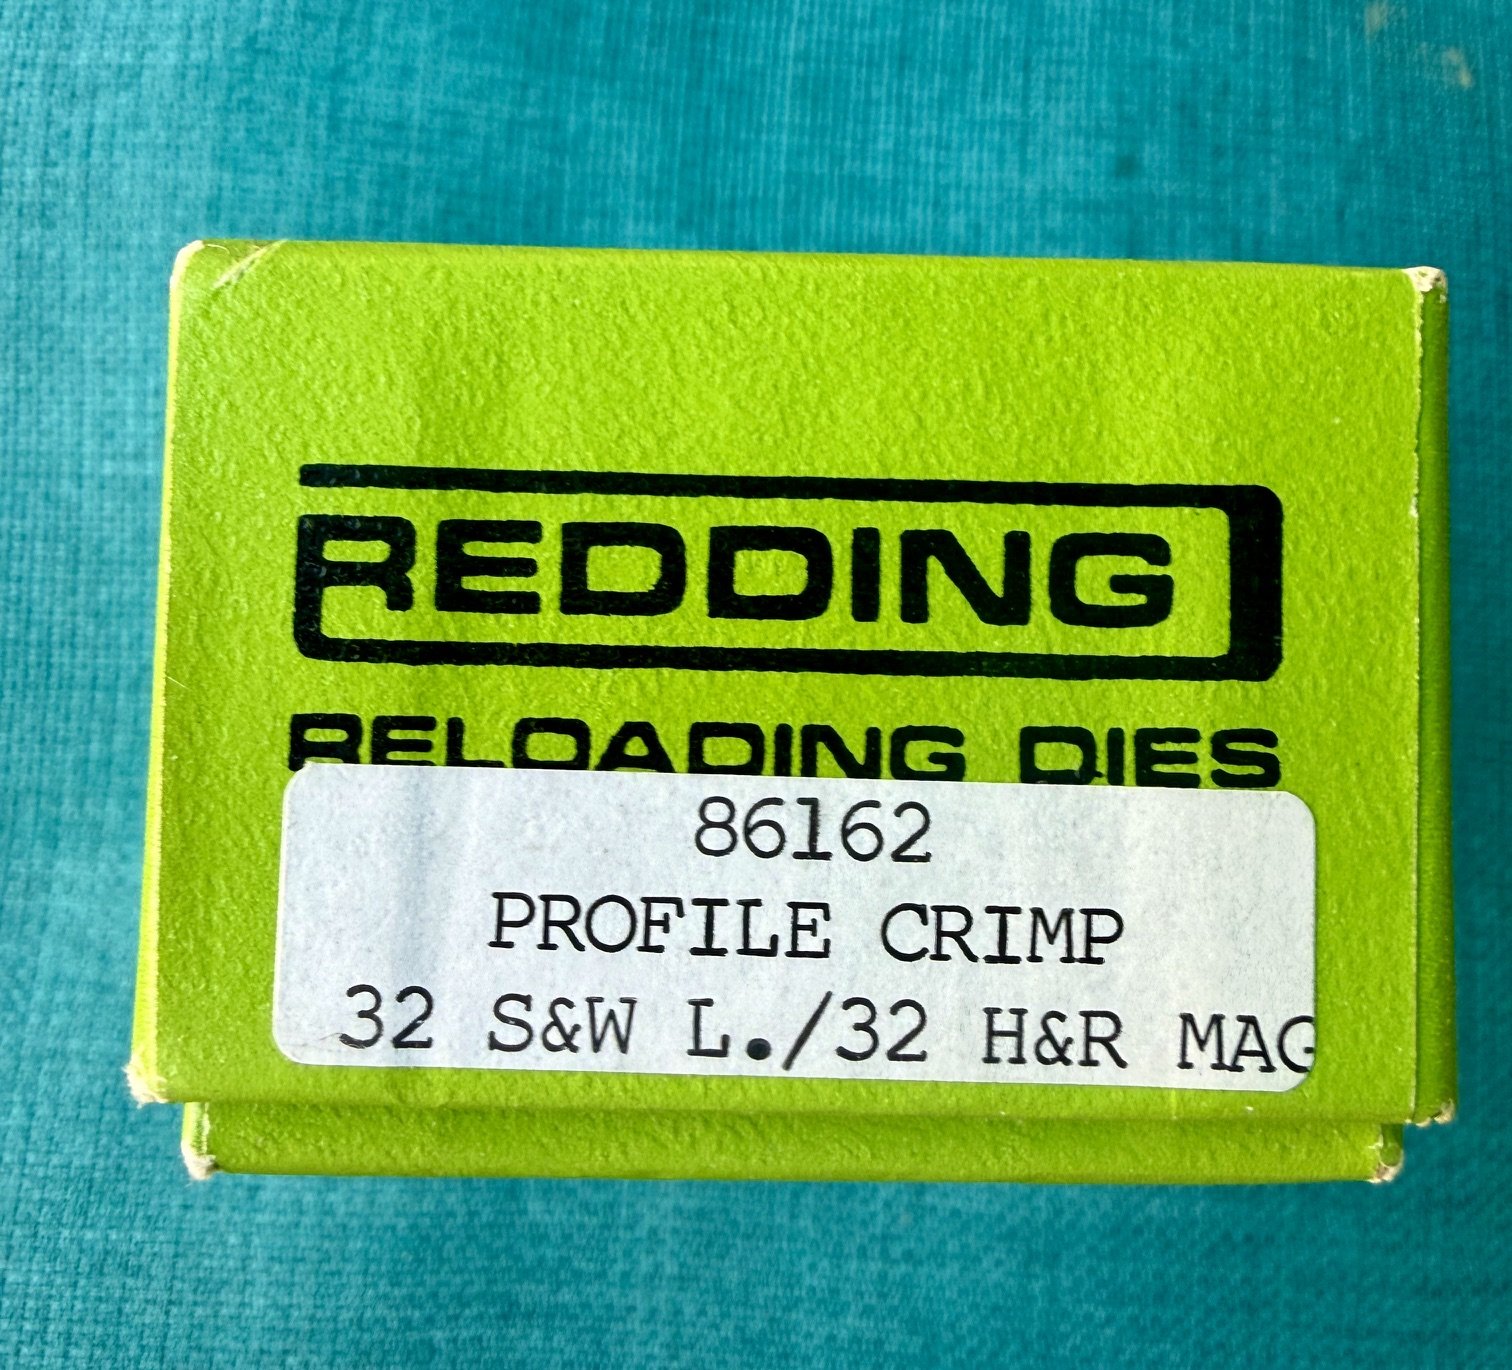 REDDING
RELOADING DIES
86162
PROFILE CRIMP
32 S&W L./32 H&R MAG